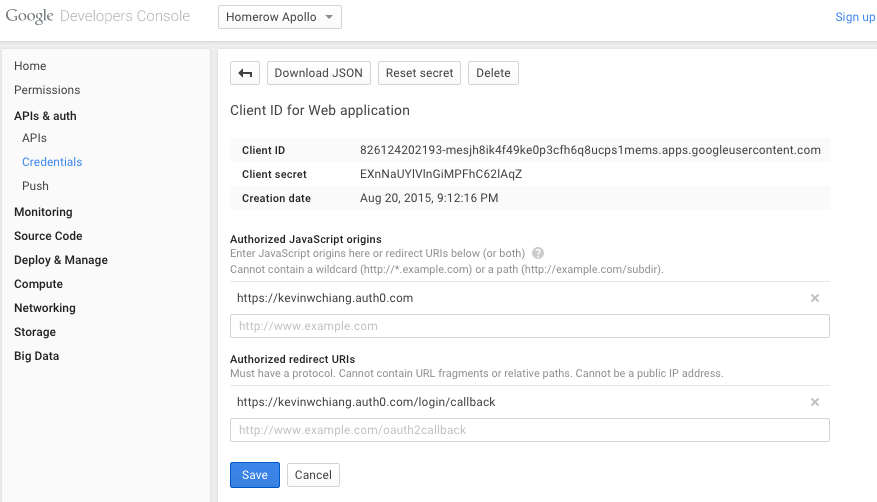 Google Developers Console
Homerow Apollo
Sign up
Home
Permissions
APIs & auth
APIs
Credentials
Push
Monitoring
Source Code
Deploy & Manage
Compute
Networking
Storage
Big Data
Download JSON
Reset secret
Delete
Client ID for Web application
Client ID 826124202193-mesjh8ik4f49ke0p3cfh6q8ucps1mems.apps.googleusercontent.com
Client secret EXnNaUYlVlnGiMPFhC62lAqZ
Creation date Aug 20, 2015, 9:12:16 PM
Authorized JavaScript origins
Enter JavaScript origins here or redirect URIs below (or both) ?
Cannot contain a wildcard (http://*.example.com) or a path (http://example.com/subdir).
https://kevinwchiang.auth0.com ×
http://www.example.com
Authorized redirect URIs
Must have a protocol. Cannot contain URL fragments or relative paths. Cannot be a public IP address.
https://kevinwchiang.auth0.com/login/callback ×
http://www.example.com/oauth2callback
Save
Cancel